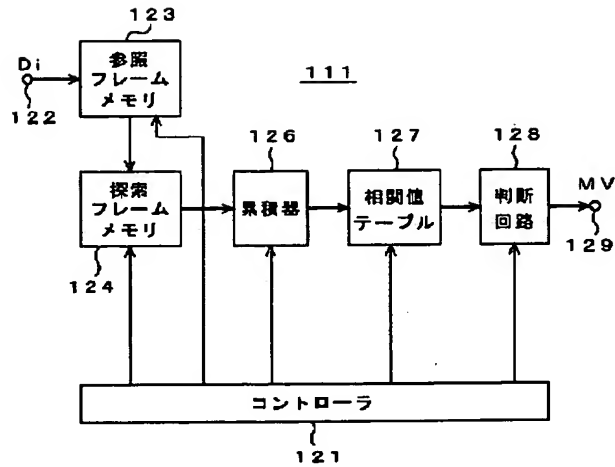 123
Di
122
参照
フレーム
メモリ
111
126
127
128
探索
フレーム
メモリ
124
累積器
相関値
テーブル
判断
回路
MV
129
コントローラ
121